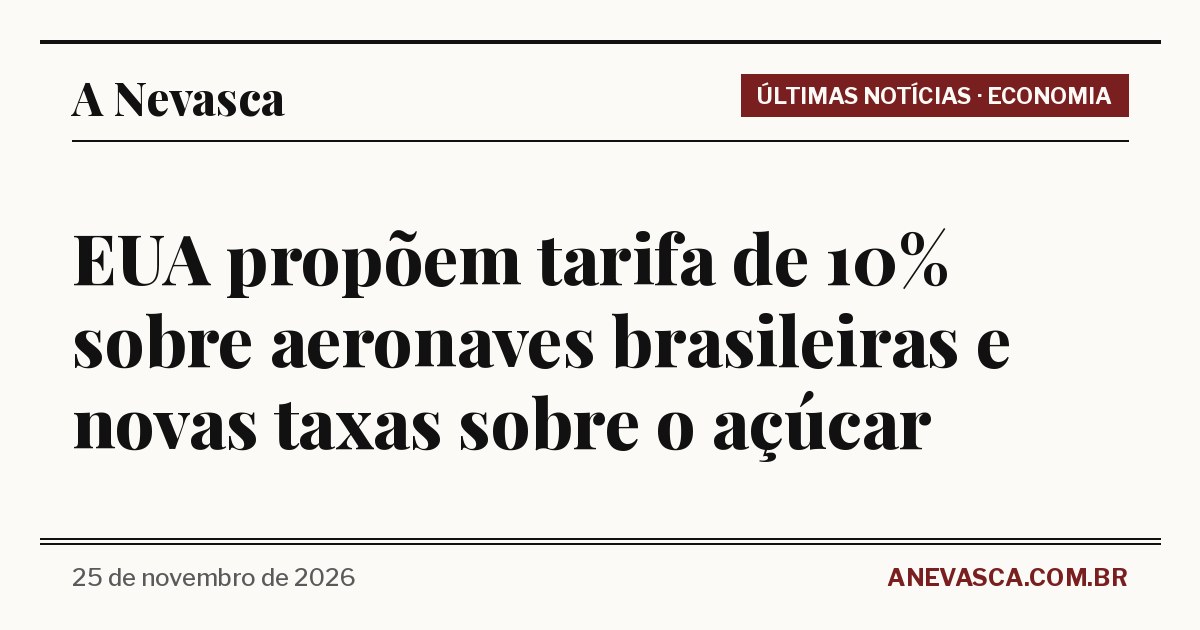 A Nevasca
ÚLTIMAS NOTÍCIAS · ECONOMIA
EUA propõem tarifa de 10%
sobre aeronaves brasileiras e
novas taxas sobre o açúcar
25 de novembro de 2026
ANEVASCA.COM.BR